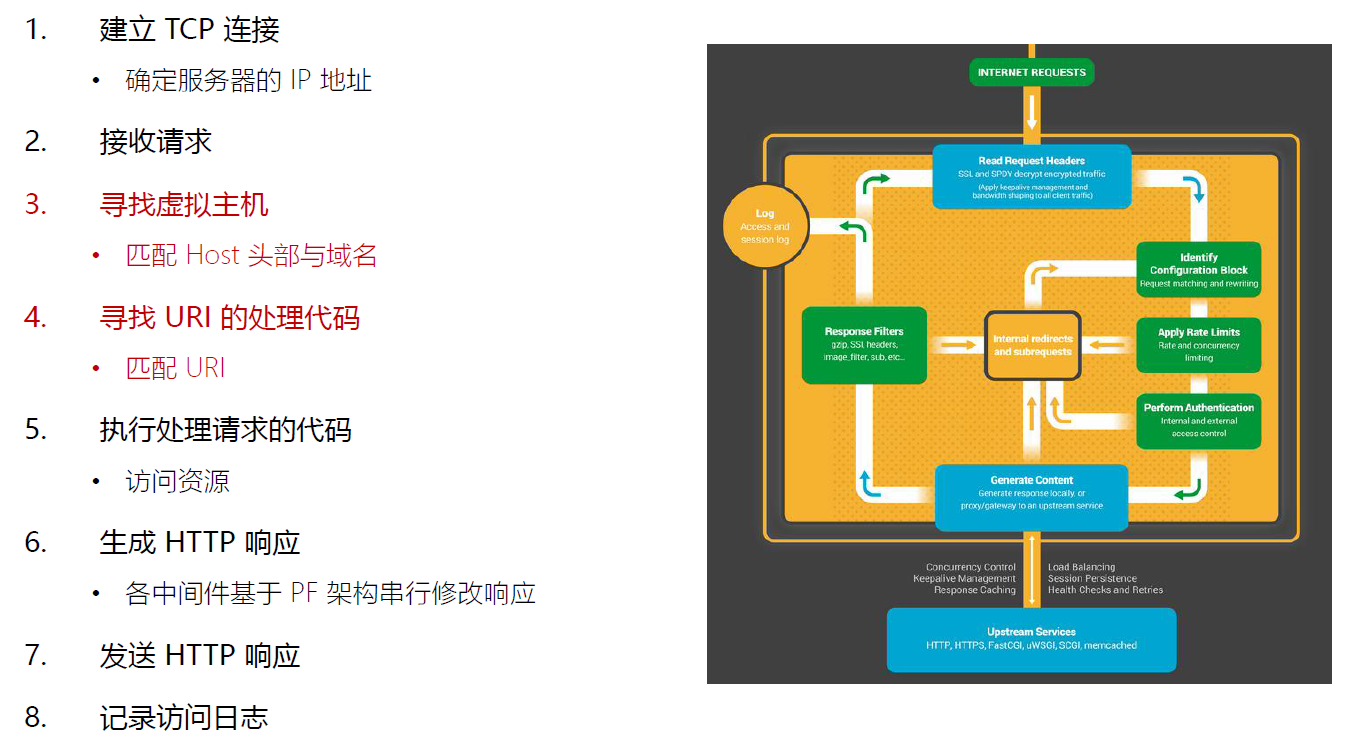 1. 建立 TCP 连接
• 确定服务器的 IP 地址
2. 接收请求
3. 寻找虚拟主机
• 匹配 Host 头部与域名
4. 寻找 URI 的处理代码
• 匹配 URI
5. 执行处理请求的代码
• 访问资源
6. 生成 HTTP 响应
• 各中间件基于 PF 架构串行修改响应
7. 发送 HTTP 响应
8. 记录访问日志
INTERNET REQUESTS
Read Request Headers
SSL and SPDY decrypt encrypted traffic
(Apply keepalive management and
bandwidth shaping to all client traffic)
Log
Access and
session log
Identify
Configuration Block
Request matching and rewriting
Response Filters
gzip, SSI, headers,
image_filter, sub, etc...
Internal redirects
and subrequests
Apply Rate Limits
Rate and concurrency
limiting
Perform Authentication
Internal and external
access control
Generate Content
Generate response locally, or
proxy/gateway to an upstream service
Concurrency Control
Keepalive Management
Response Caching
Load Balancing
Session Persistence
Health Checks and Retries
Upstream Services
HTTP, HTTPS, FastCGI, uWSGI, SCGI, memcached